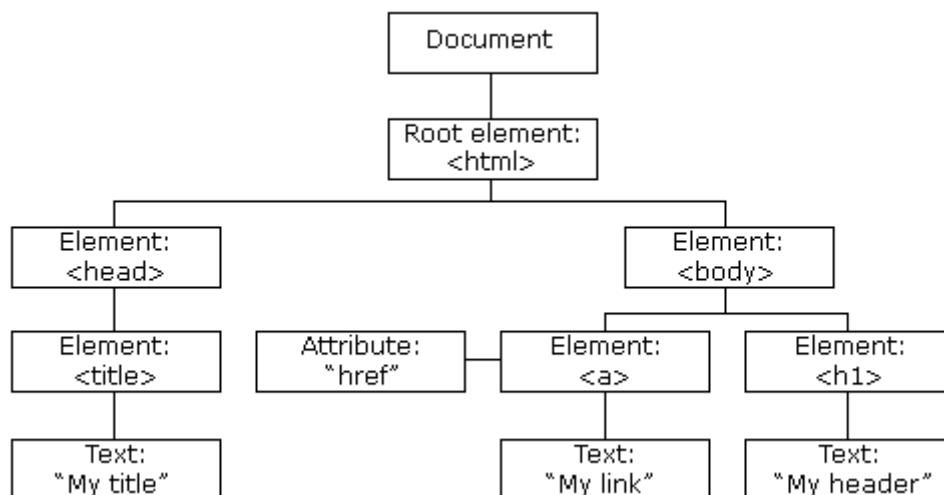 Document
Root element:
<html>
Element:
<head>
Element:
<body>
Element:
<title>
Attribute:
“href”
Element:
<a>
Element:
<h1>
Text:
“My title”
Text:
“My link”
Text:
“My header”